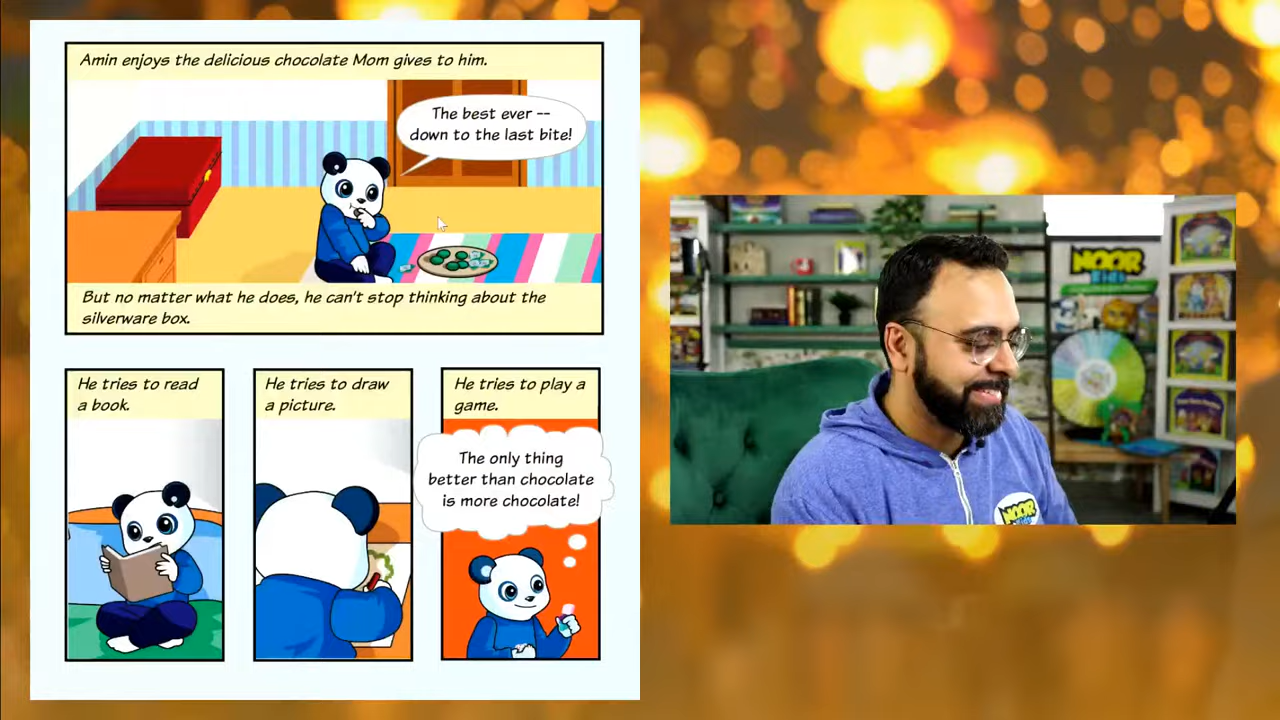 Amin enjoys the delicious chocolate Mom gives to him.
The best ever --
down to the last bite!
But no matter what he does, he can't stop thinking about the
silverware box.
He tries to read
a book.
He tries to draw
a picture.
He tries to play a
game.
The only thing
better than chocolate
is more chocolate!
NOOR
Kids
NOOR
Kids